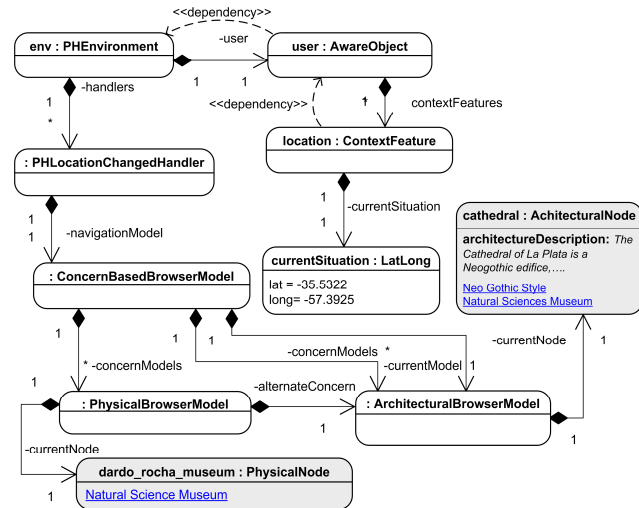 <<dependency>>
env : PHEnvironment
-user
user : AwareObject
-handlers
1
1
1
*
<<dependency>>
1
*
contextFeatures
: PHLocationChangedHandler
location : ContextFeature
1
1
-navigationModel
1
1
-currentSituation
cathedral : AchitecturalNode
architectureDescription: The
Cathedral of La Plata is a
Neogothic edifice,....
Neo Gothic Style
Natural Sciences Museum
: ConcernBasedBrowserModel
currentSituation : LatLong
lat = -35.5322
long= -57.3925
1
1
1
* -concernModels
-concernModels *
-currentModel
1
-currentNode
1
1
: PhysicalBrowserModel
-alternateConcern
1
: ArchitecturalBrowserModel
1
-currentNode
1
dardo_rocha_museum : PhysicalNode
Natural Science Museum